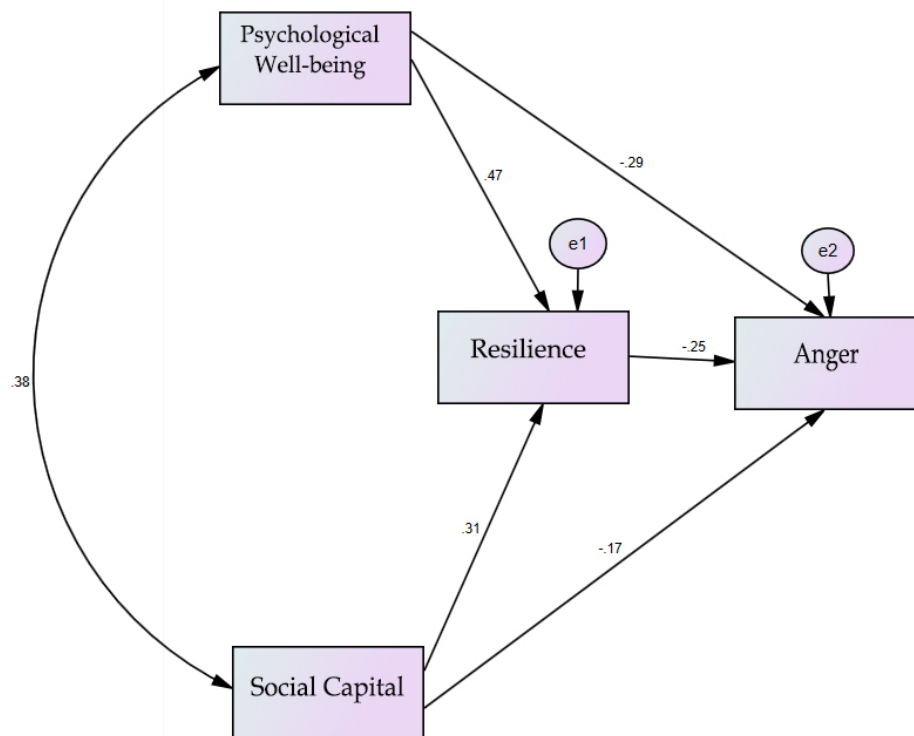 Psychological
Well-being
-.29
.47
e1
e2
Resilience
-.25
Anger
.38
.31
-.17
Social Capital